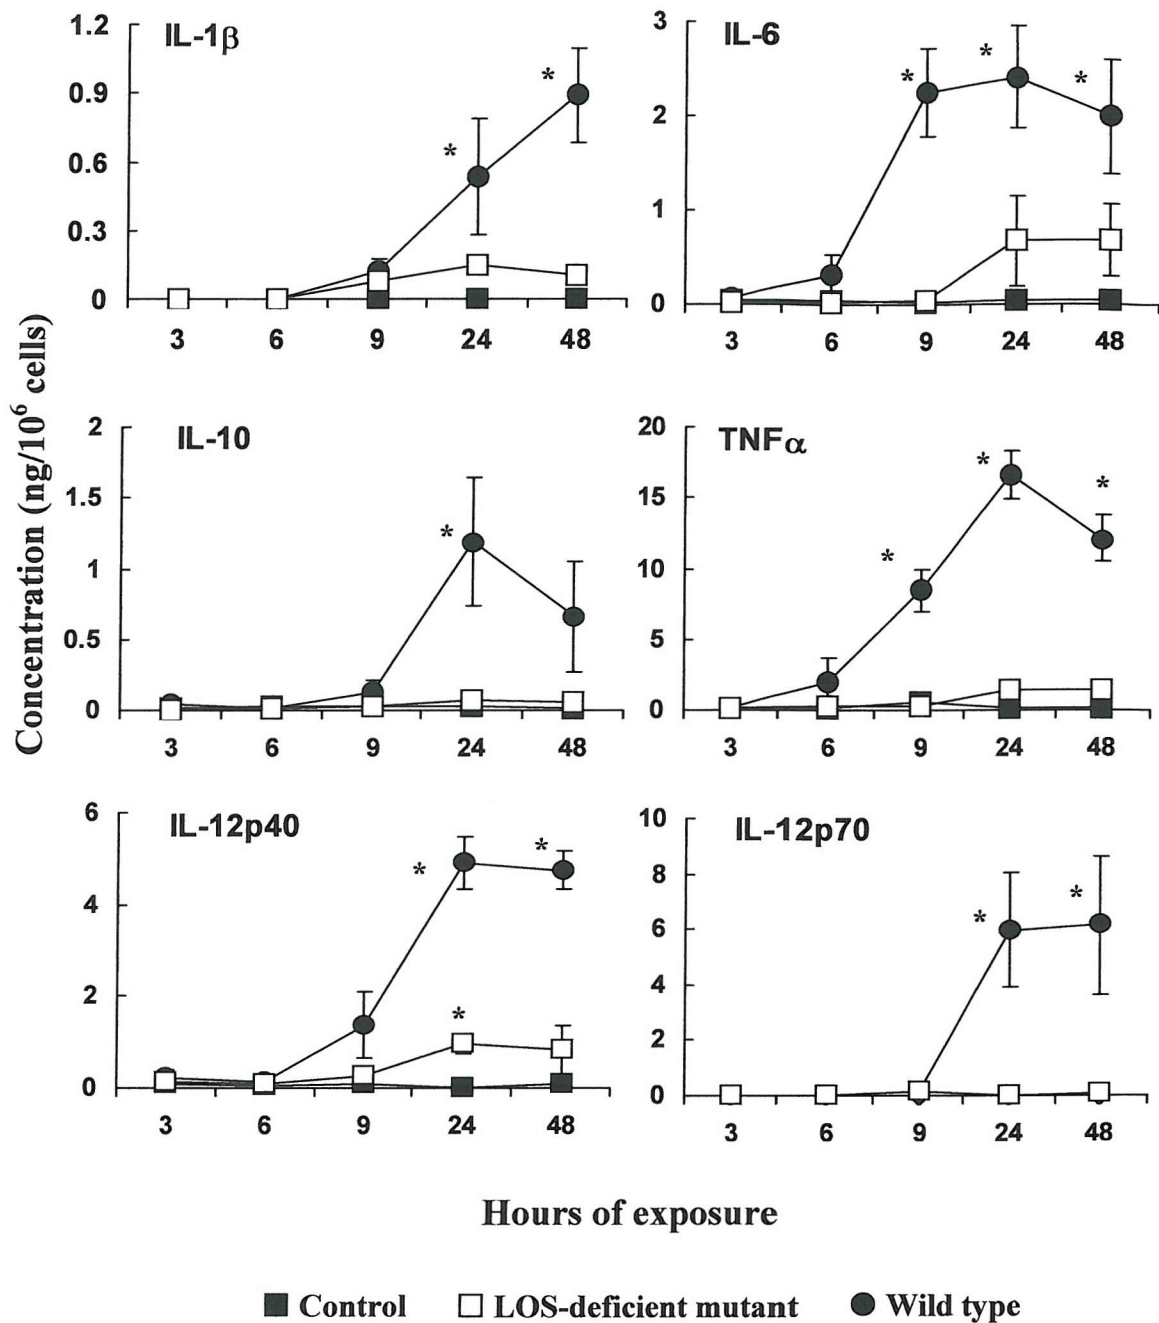 IL-1β
1.2
0.9
0.6
0.3
0
3 6 9 24 48
IL-6
3
2
1
0
3 6 9 24 48
IL-10
2
1.5
1
0.5
0
3 6 9 24 48
TNFα
20
15
10
5
0
3 6 9 24 48
IL-12p40
6
4
2
0
3 6 9 24 48
IL-12p70
10
8
6
4
2
0
3 6 9 24 48
* * * * * * * * * * * * * *
Concentration (ng/10⁶ cells)
Hours of exposure
Control LOS-deficient mutant Wild type